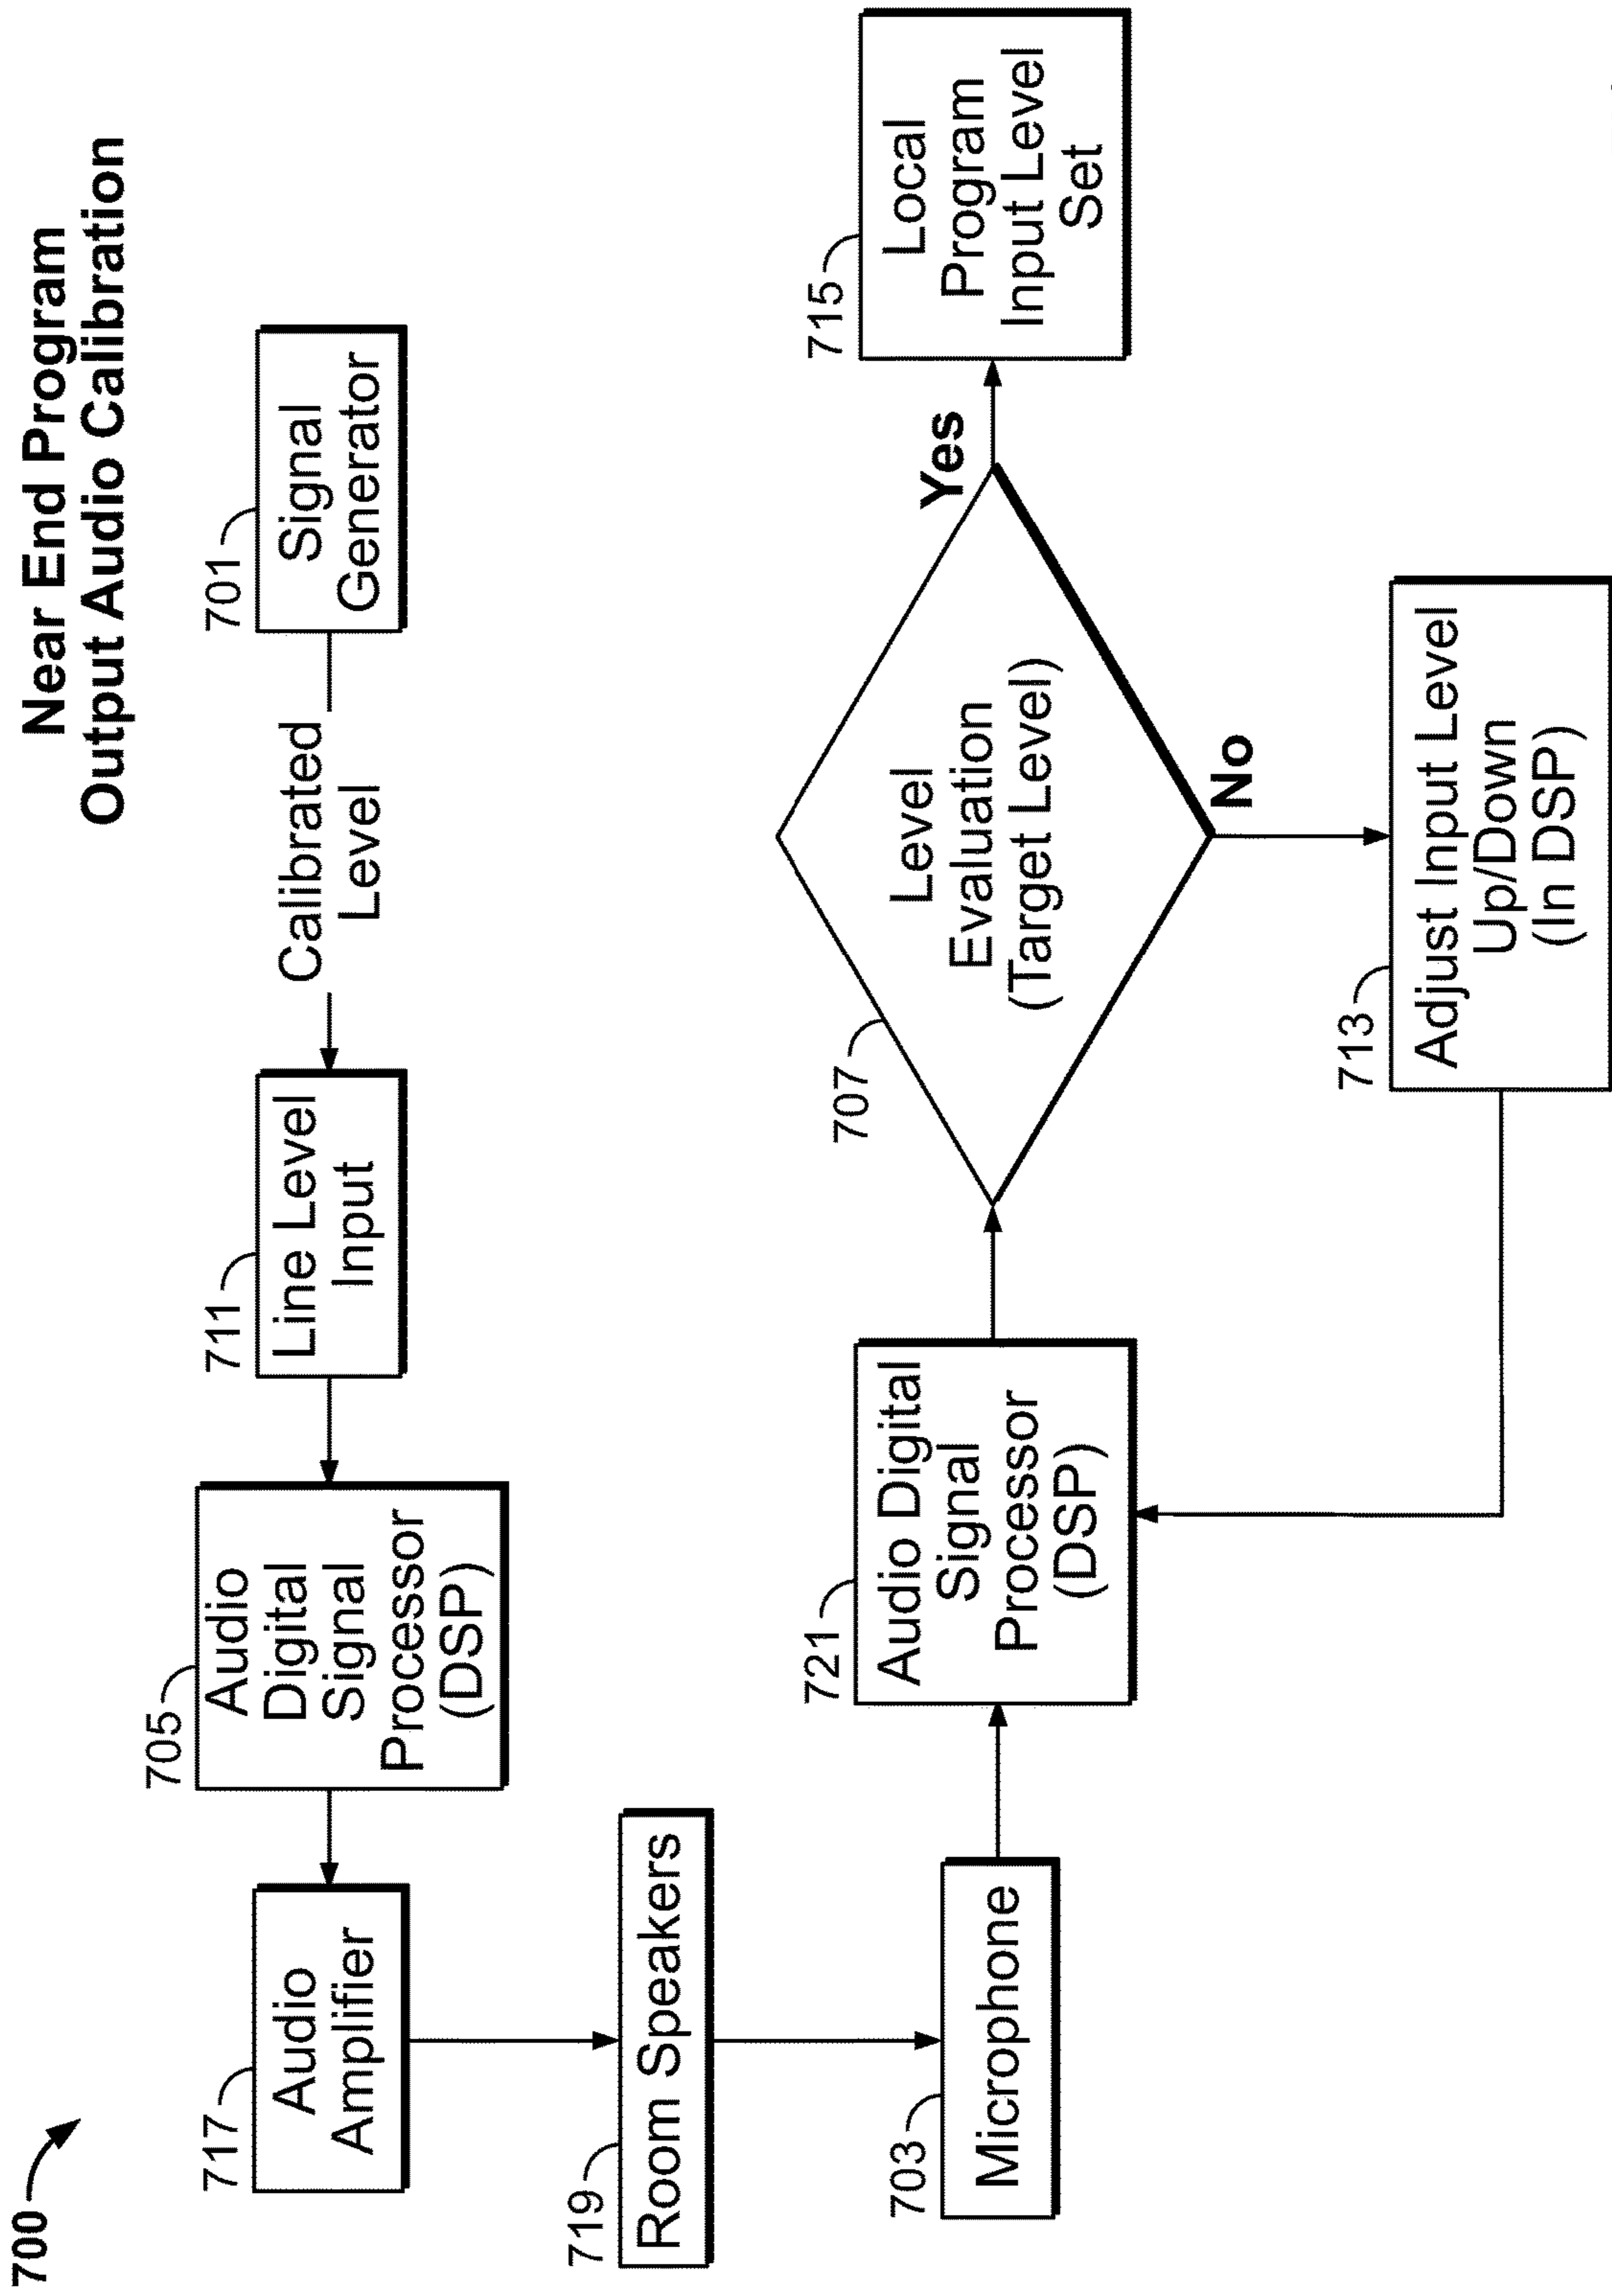 700
Near End Program
Output Audio Calibration
717
Audio
Amplifier
705
Audio
Digital
Signal
Processor
(DSP)
711
Line Level
Input
Calibrated
Level
701
Signal
Generator
719
Room Speakers
703
Microphone
721
Audio Digital
Signal
Processor
(DSP)
707
Level
Evaluation
(Target Level)
Yes
715
Local
Program
Input Level
Set
No
713
Adjust Input Level
Up/Down
(In DSP)